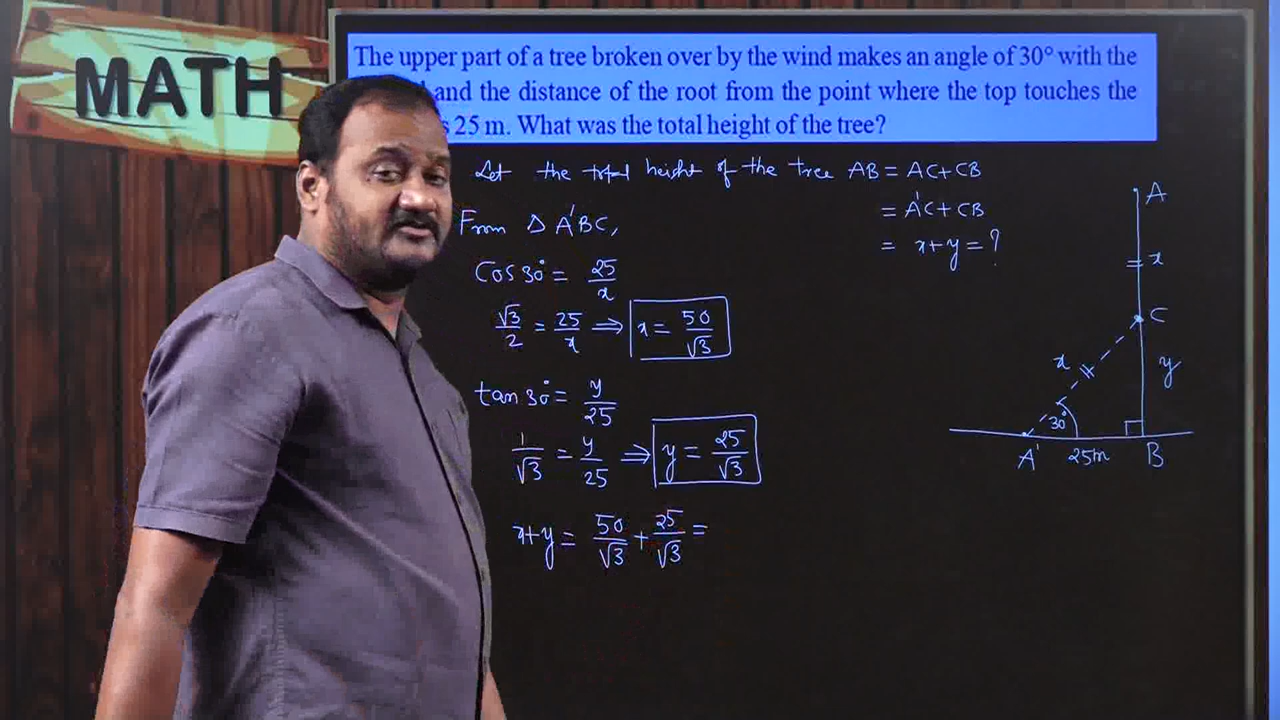 MATH
The upper part of a tree broken over by the wind makes an angle of 30° with the
and the distance of the root from the point where the top touches the
25 m. What was the total height of the tree?
Let the total height of the tree AB = AC + CB
= A'C + CB
= x+y = ?
From Δ A'BC,
Cos 30° = 25/x
√3/2 = 25/x ⇒ x = 50/√3
tan 30° = y/25
1/√3 = y/25 ⇒ y = 25/√3
x+y = 50/√3 + 25/√3 =
A
x
C
x
y
30°
A' 25m B